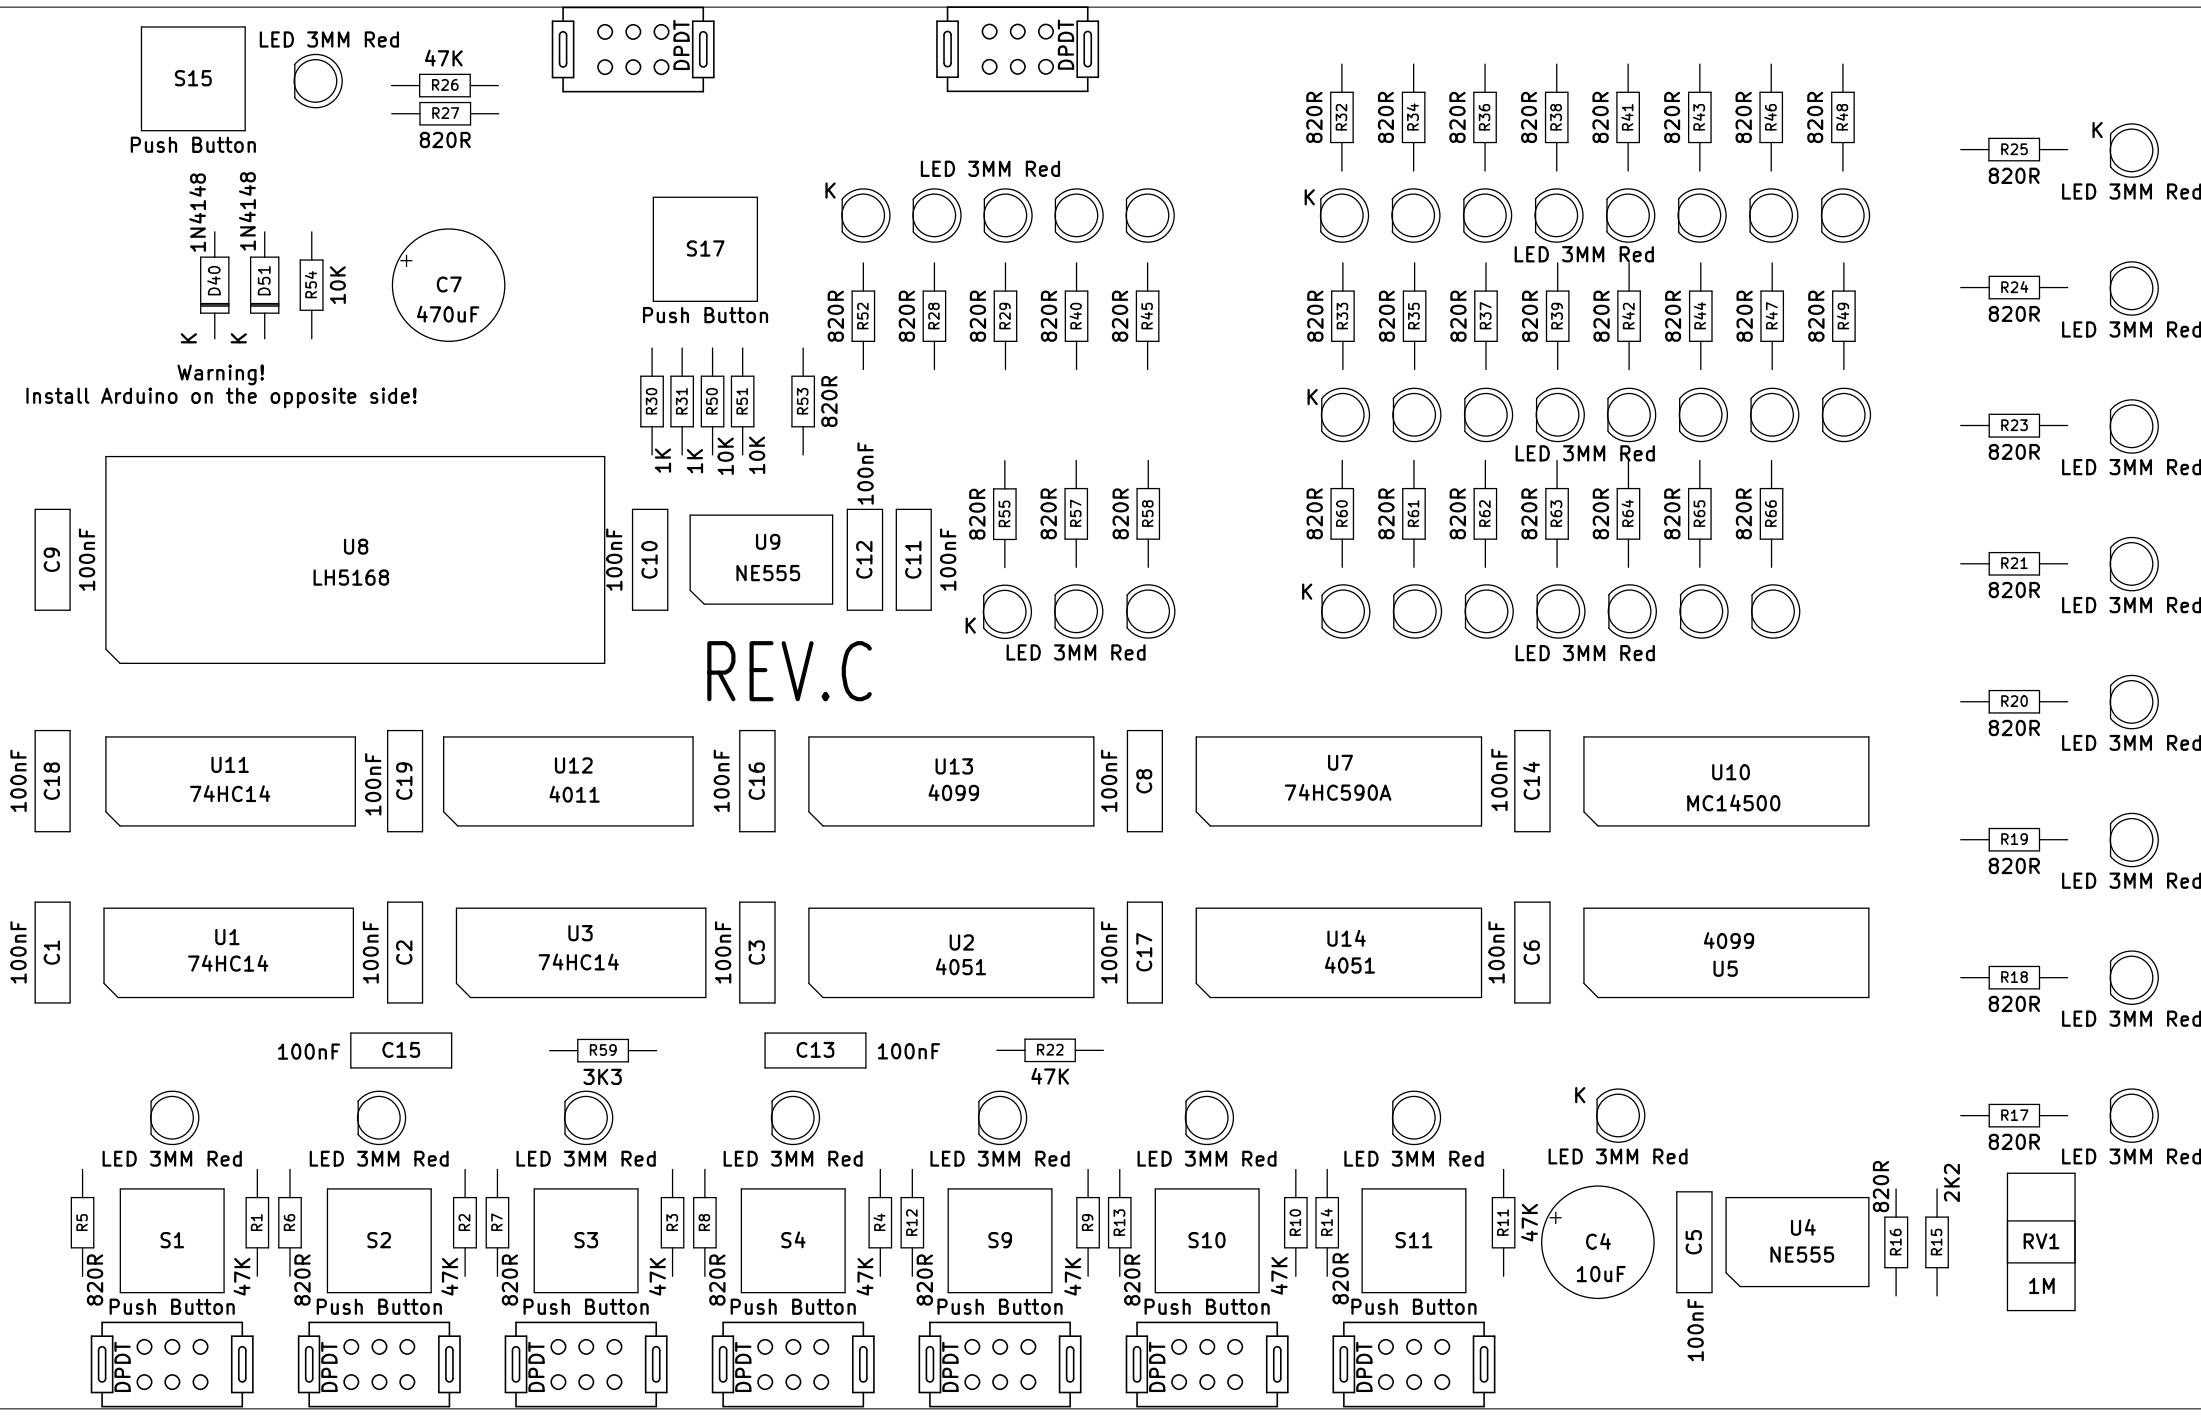 LED 3MM Red
S15
Push Button
47K
R26
R27
820R
DPDT
DPDT
820R
R32
820R
R34
820R
R36
820R
R38
820R
R41
820R
R43
820R
R46
820R
R48
K
R25
820R
LED 3MM Red
1N4148
D40
K
1N4148
D51
K
R54
10K
+
C7
470uF
S17
Push Button
LED 3MM Red
K
K
LED 3MM Red
820R
R52
820R
R28
820R
R29
820R
R40
820R
R45
820R
R33
820R
R35
820R
R37
820R
R39
820R
R42
820R
R44
820R
R47
820R
R49
R24
820R
LED 3MM Red
Warning!
Install Arduino on the opposite side!
R30
1K
R31
1K
R50
10K
R51
10K
R53
820R
K
LED 3MM Red
R23
820R
LED 3MM Red
C9
100nF
U8
LH5168
100nF
C10
U9
NE555
100nF
C12
C11
100nF
820R
R55
820R
R57
820R
R58
K
LED 3MM Red
820R
R60
820R
R61
820R
R62
820R
R63
820R
R64
820R
R65
820R
R66
K
LED 3MM Red
R21
820R
LED 3MM Red
REV.C
R20
820R
LED 3MM Red
100nF
C18
U11
74HC14
100nF
C19
U12
4011
100nF
C16
U13
4099
100nF
C8
U7
74HC590A
100nF
C14
U10
MC14500
R19
820R
LED 3MM Red
100nF
C1
U1
74HC14
100nF
C2
U3
74HC14
100nF
C3
U2
4051
100nF
C17
U14
4051
100nF
C6
4099
U5
R18
820R
LED 3MM Red
100nF
C15
R59
3K3
C13
100nF
R22
47K
K
R17
820R
LED 3MM Red
LED 3MM Red
LED 3MM Red
LED 3MM Red
LED 3MM Red
LED 3MM Red
LED 3MM Red
LED 3MM Red
LED 3MM Red
R5
820R
S1
Push Button
R1
47K
R6
820R
S2
Push Button
R2
47K
R7
820R
S3
Push Button
R3
47K
R8
820R
S4
Push Button
R4
47K
R12
820R
S9
Push Button
R9
47K
R13
820R
S10
Push Button
R10
47K
R14
820R
S11
Push Button
R11
47K
+
C4
10uF
C5
100nF
U4
NE555
820R
R16
2K2
R15
RV1
1M
DPDT
DPDT
DPDT
DPDT
DPDT
DPDT
DPDT